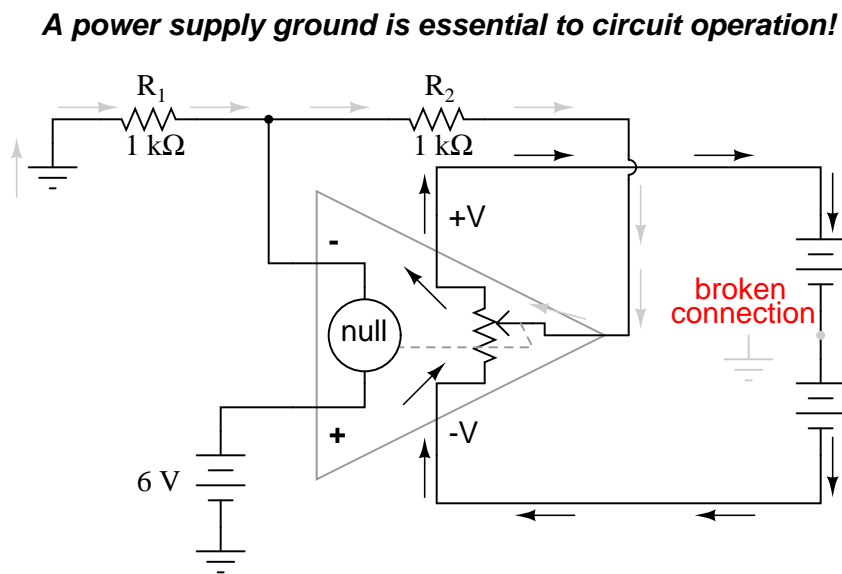 A power supply ground is essential to circuit operation!
R1
R2
1 kΩ
1 kΩ
+V
-
broken
connection
null
+
-V
6 V